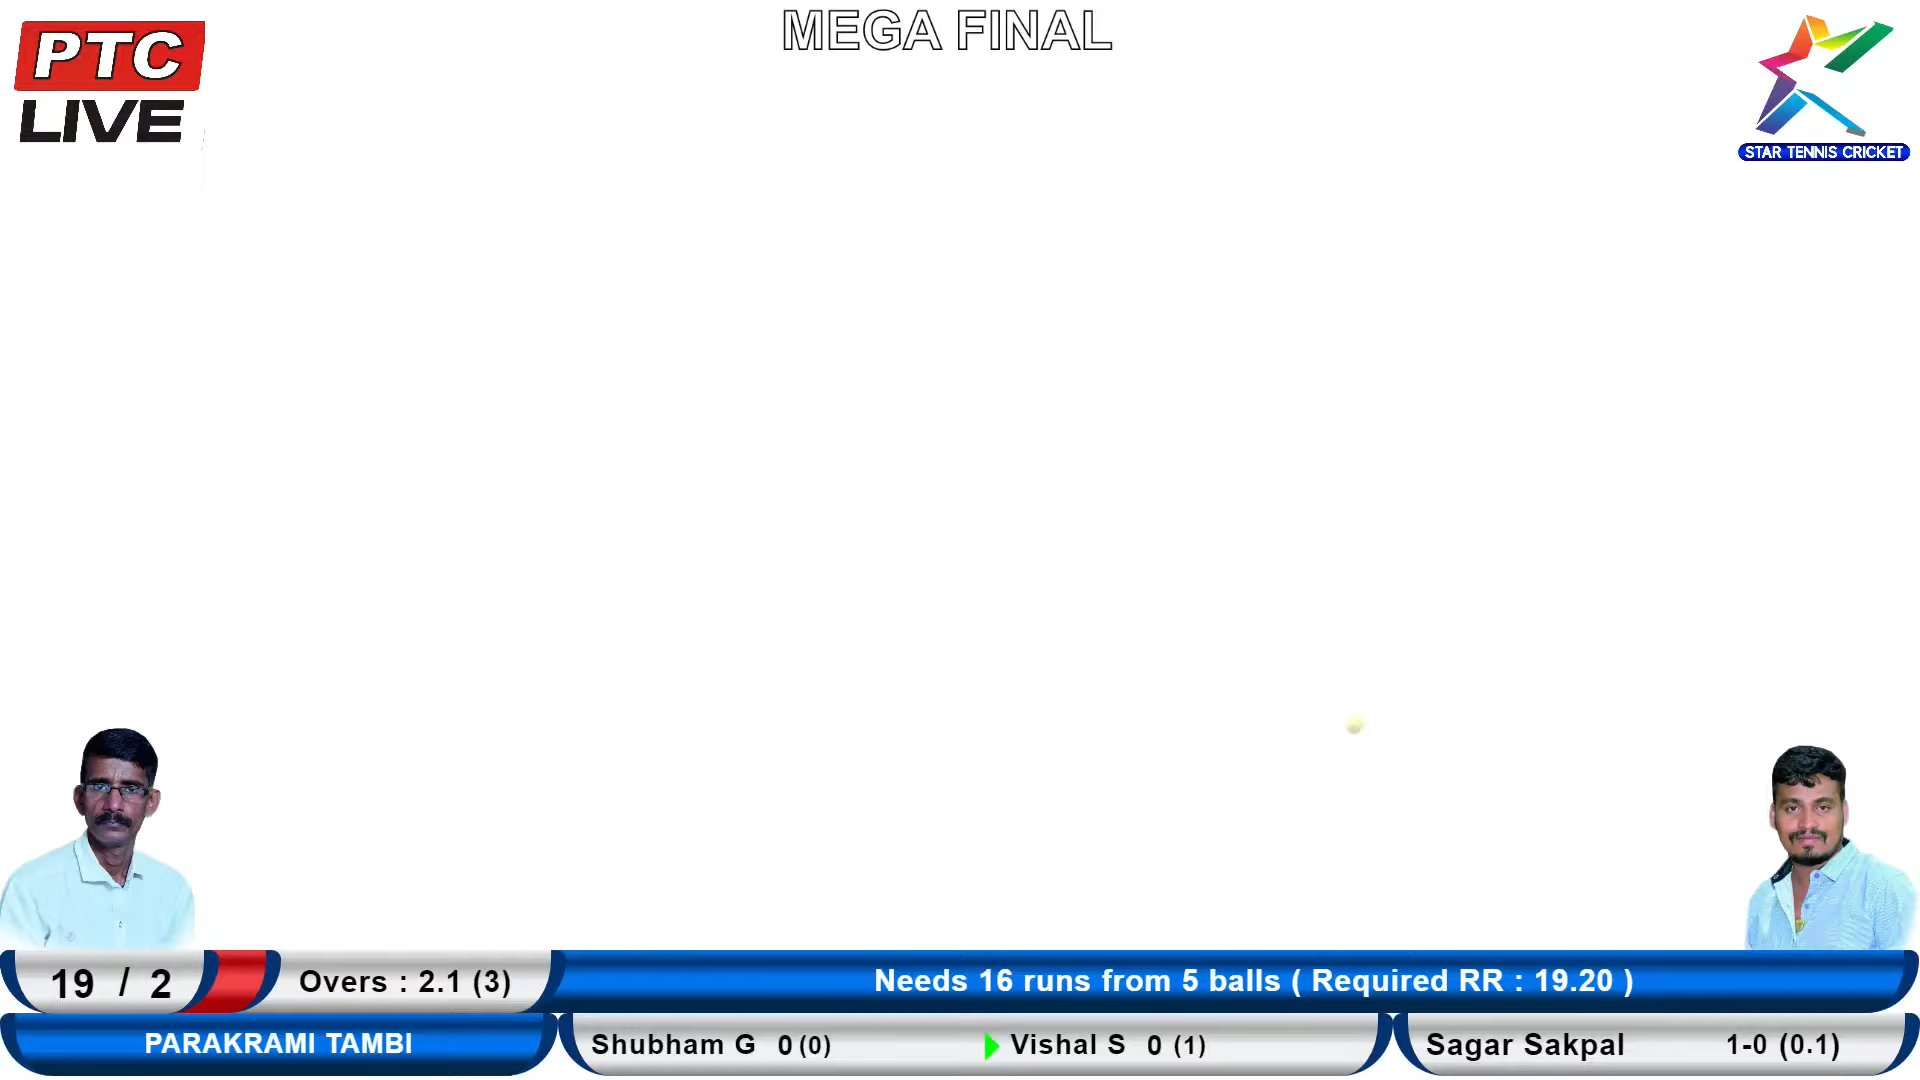 MEGA FINAL
PTC
LIVE
STAR TENNIS CRICKET
19 / 2
Overs : 2.1 (3)
Needs 16 runs from 5 balls ( Required RR : 19.20 )
PARAKRAMI TAMBI
Shubham G 0 (0)
Vishal S 0 (1)
Sagar Sakpal 1-0 (0.1)